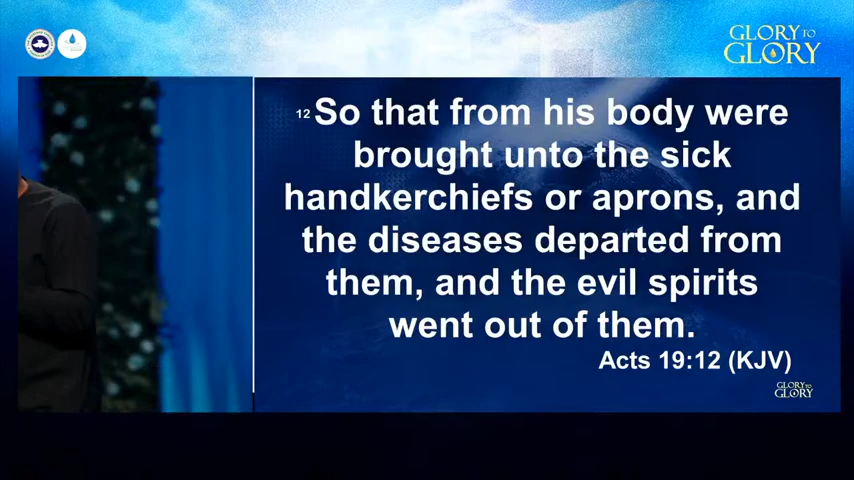 GLORY TO
GLORY
12 So that from his body were
brought unto the sick
handkerchiefs or aprons, and
the diseases departed from
them, and the evil spirits
went out of them.
Acts 19:12 (KJV)
GLORY TO
GLORY